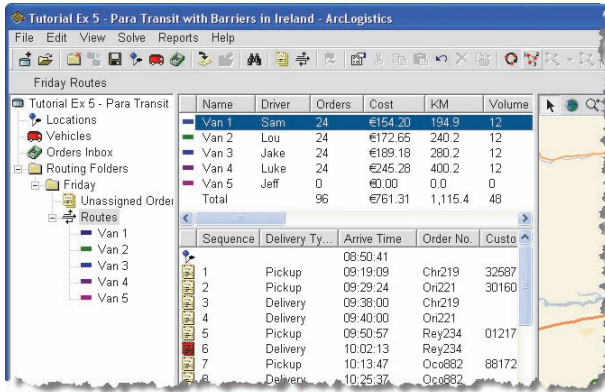 Tutorial Ex 5 - Para Transit with Barriers in Ireland - ArcLogistics
File Edit View Solve Reports Help
Friday Routes
Tutorial Ex 5 - Para Transit
Locations
Vehicles
Orders Inbox
Routing Folders
Friday
Unassigned Order
Routes
Van 1
Van 2
Van 3
Van 4
Van 5
Name Driver Orders Cost KM Volume
Van 1 Sam 24 €154.20 194.9 12
Van 2 Lou 24 €172.65 240.2 12
Van 3 Jake 24 €189.18 280.2 12
Van 4 Luke 24 €245.28 400.2 12
Van 5 Jeff 0 €0.00 0.0 0
Total 96 €761.31 1,115.4 48
Sequence Delivery Ty... Arrive Time Order No. Custo
08:50:41
1 Pickup 09:19:09 Chr219 32587
2 Pickup 09:29:24 Ori221 30160
3 Delivery 09:38:00 Chr219
4 Delivery 09:40:00 Ori221
5 Pickup 09:50:57 Rey234 01217
6 Delivery 10:02:13 Rey234
7 Pickup 10:13:47 Oco882 88172
8 Delivery 10:25:37 Oco882